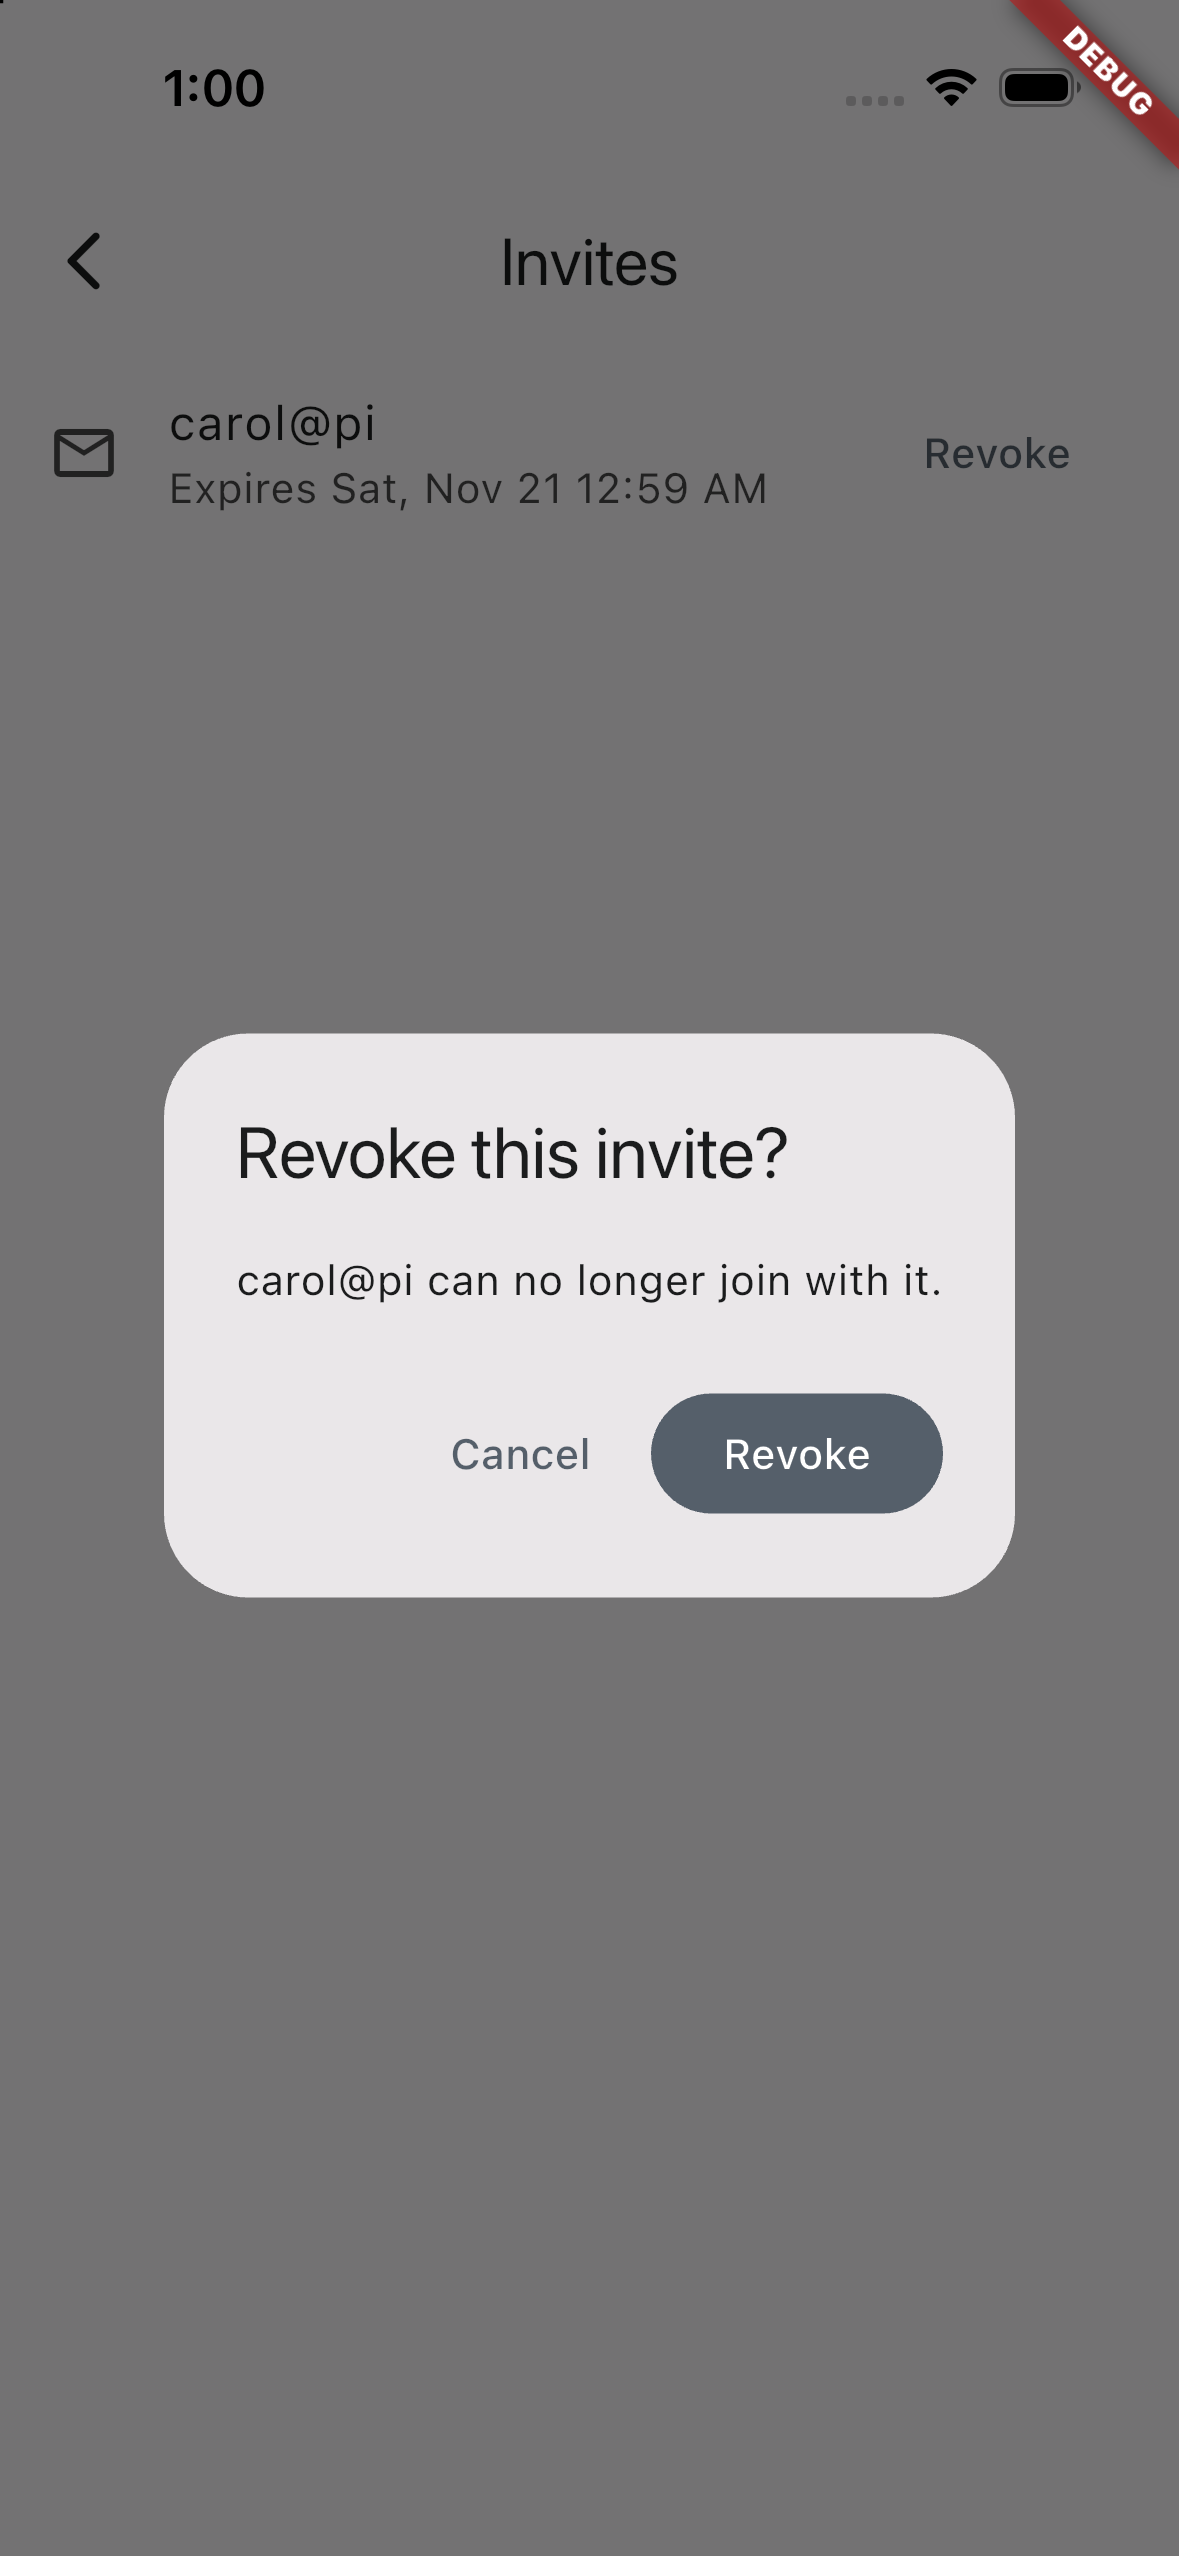 1:00
DEBUG
Invites
carol@pi
Expires Sat, Nov 21 12:59 AM
Revoke
Revoke this invite?
carol@pi can no longer join with it.
Cancel
Revoke